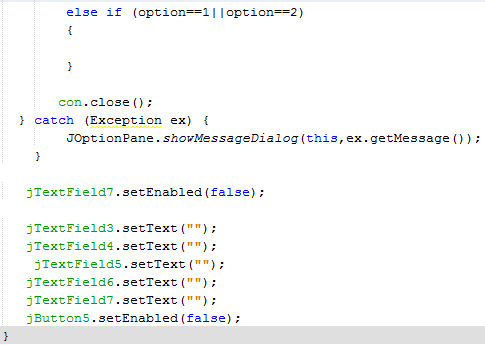 else if (option==1||option==2)
{
}
con.close();
} catch (Exception ex) {
JOptionPane.showMessageDialog(this,ex.getMessage());
}
jTextField7.setEnabled(false);
jTextField3.setText("");
jTextField4.setText("");
jTextField5.setText("");
jTextField6.setText("");
jTextField7.setText("");
jButton5.setEnabled(false);
}